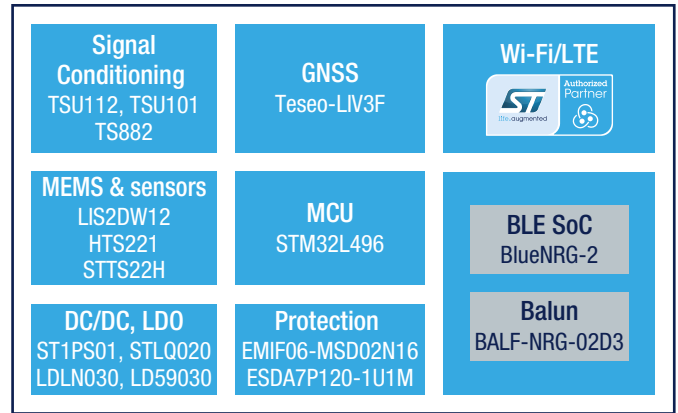 Signal
Conditioning
TSU112, TSU101
TS882
GNSS
Teseo-LIV3F
Wi-Fi/LTE
ST
life.augmented
Authorized
Partner
MEMS & sensors
LIS2DW12
HTS221
STTS22H
MCU
STM32L496
BLE SoC
BlueNRG-2
Balun
BALF-NRG-02D3
DC/DC, LDO
ST1PS01, STLQ020
LDLN030, LD59030
Protection
EMIF06-MSD02N16
ESDA7P120-1U1M